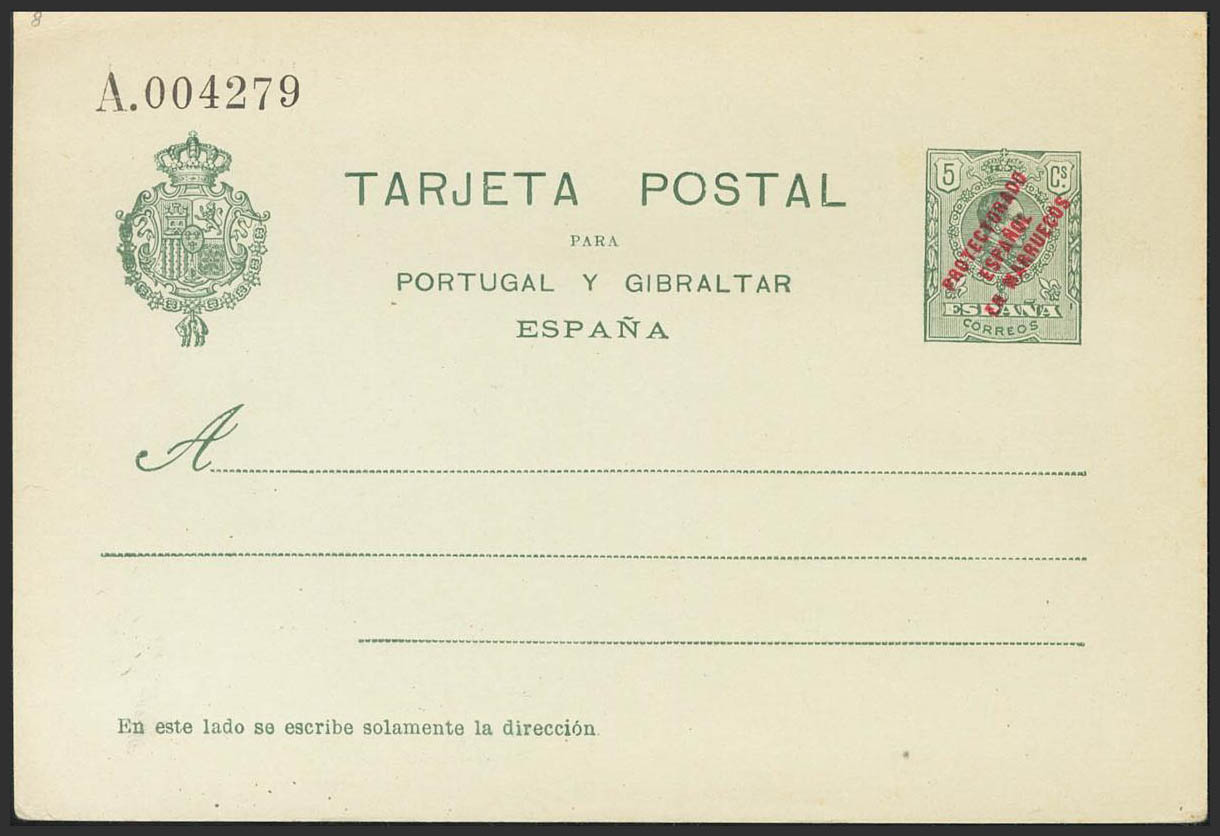 8
A.004279
TARJETA POSTAL
PARA
PORTUGAL Y GIBRALTAR
ESPAÑA
5 Cs.
PROTECTORADO
ESPAÑOL
EN MARRUECOS
ESPAÑA
CORREOS
A
En este lado se escribe solamente la dirección.